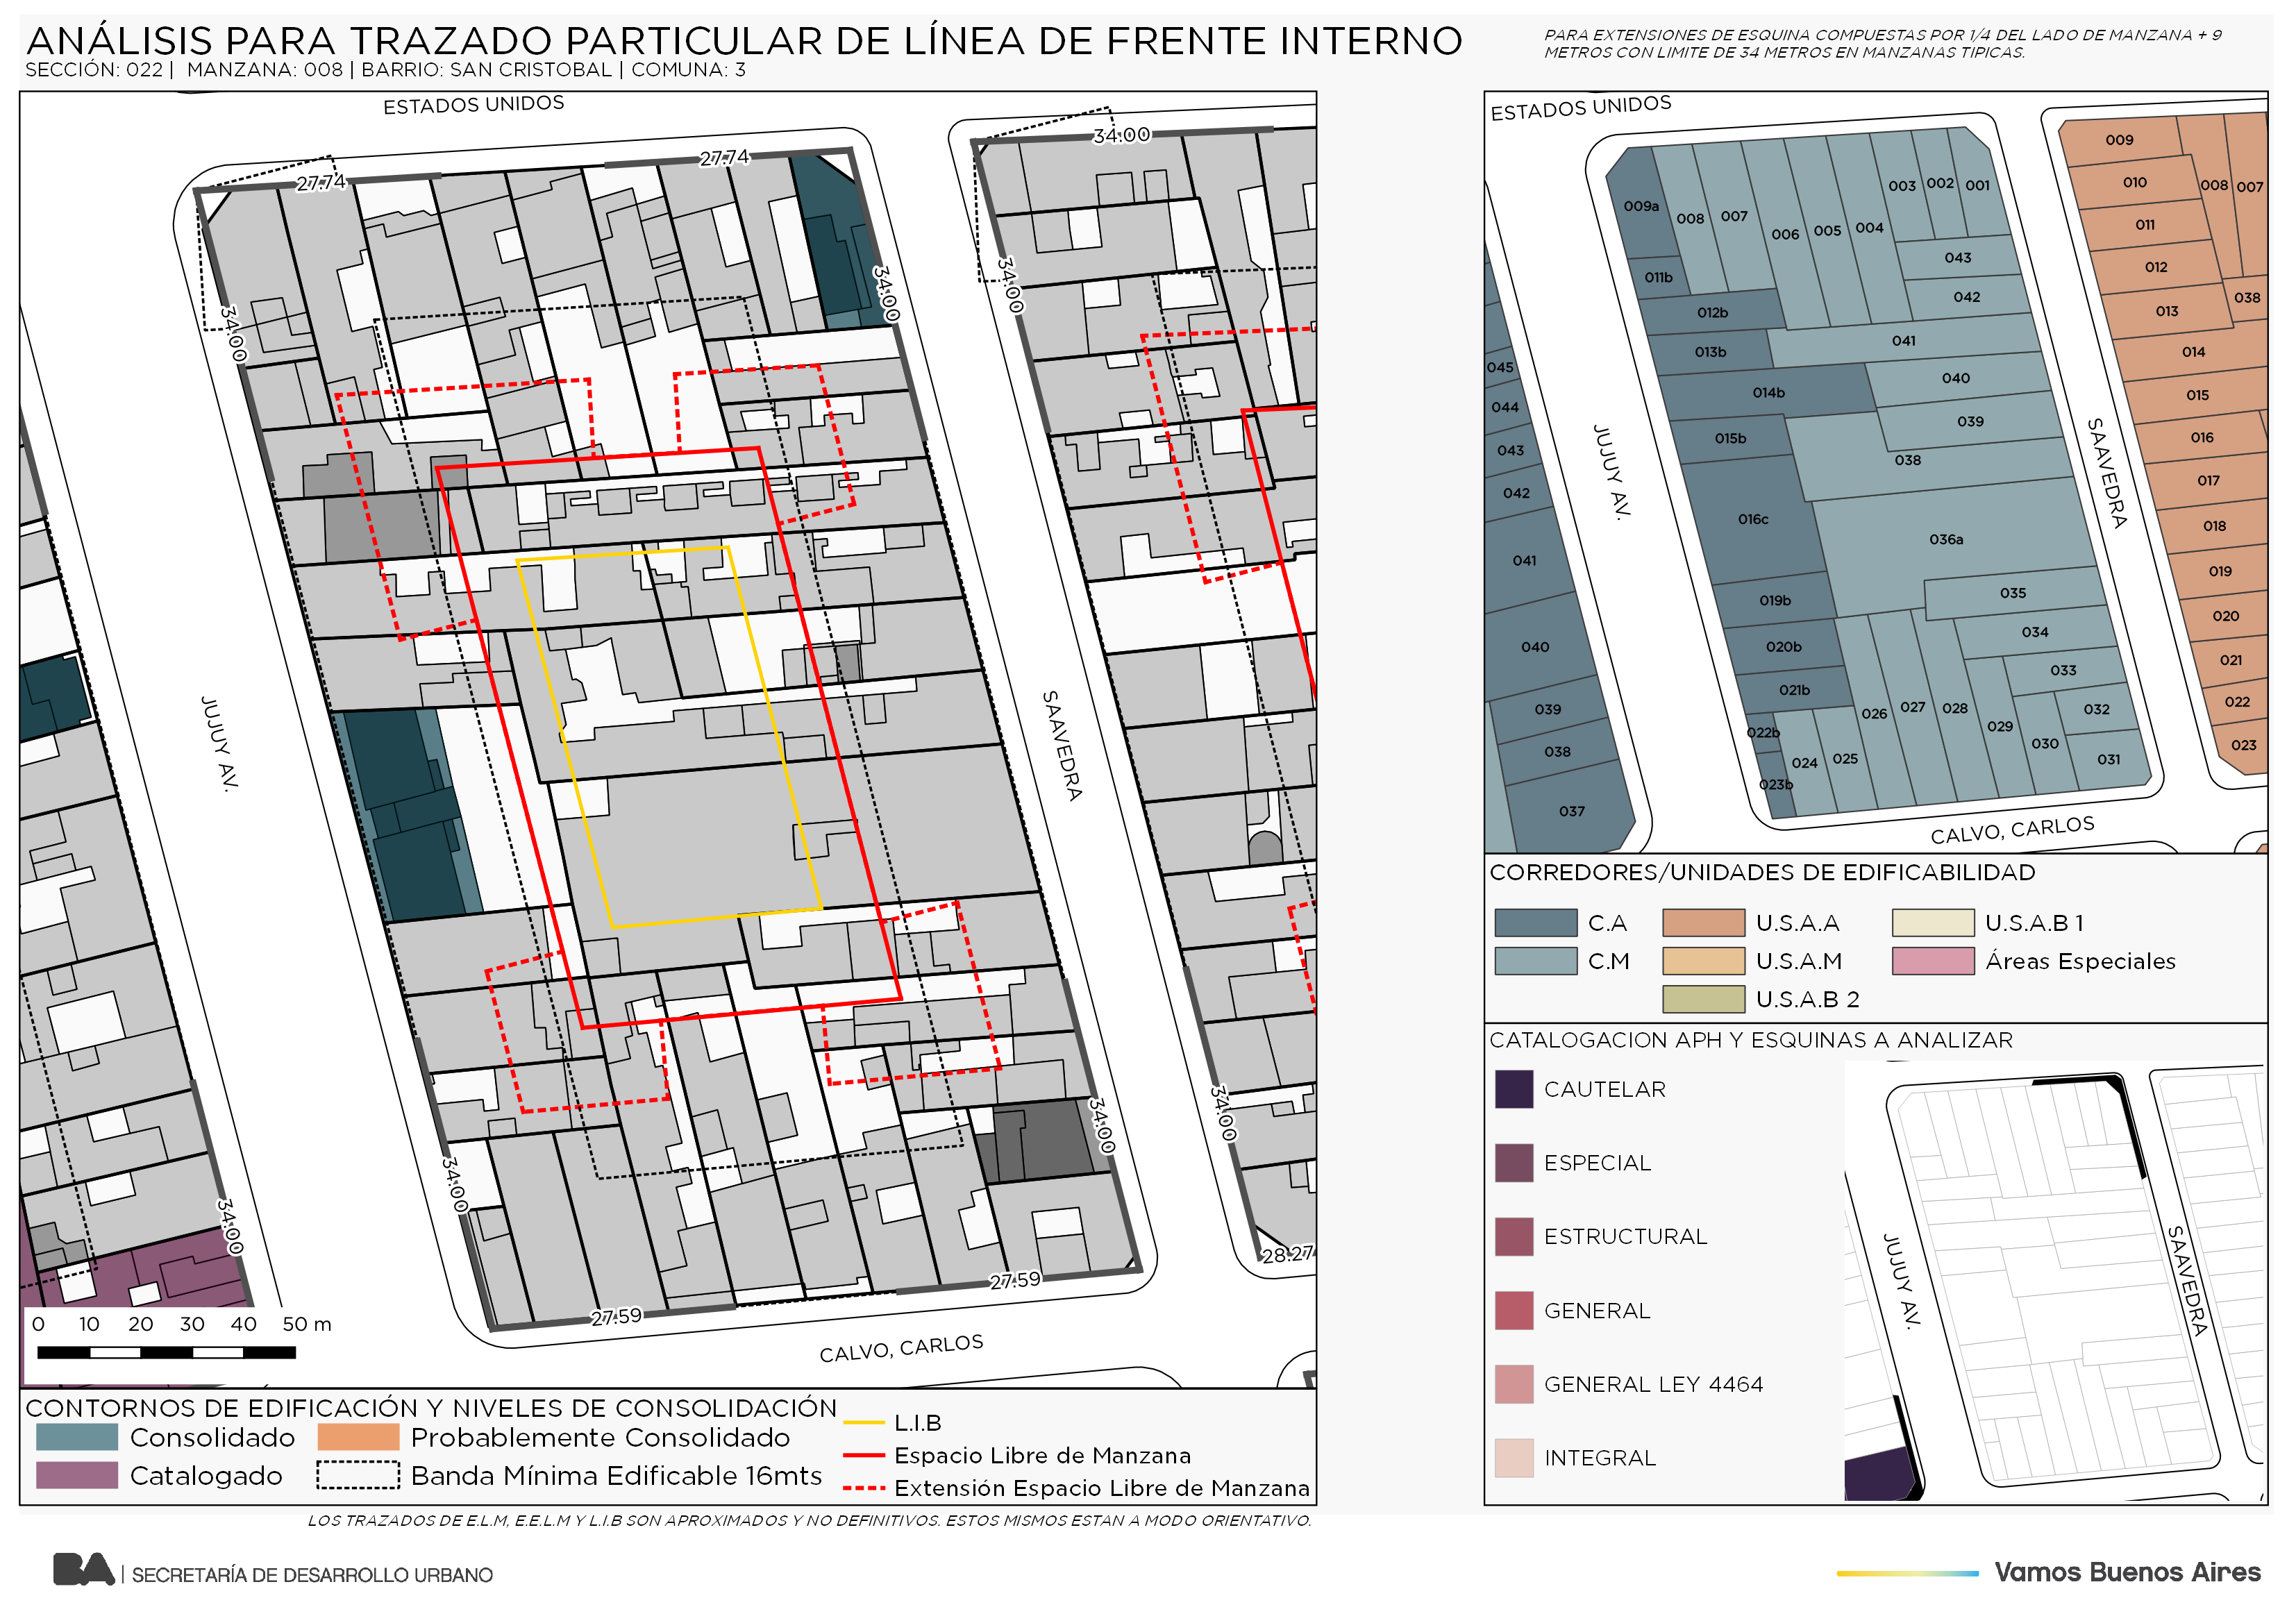 ANÁLISIS PARA TRAZADO PARTICULAR DE LÍNEA DE FRENTE INTERNO
SECCIÓN: 022 | MANZANA: 008 | BARRIO: SAN CRISTOBAL | COMUNA: 3
PARA EXTENSIONES DE ESQUINA COMPUESTAS POR 1/4 DEL LADO DE MANZANA + 9
METROS CON LIMITE DE 34 METROS EN MANZANAS TIPICAS.
ESTADOS UNIDOS
27.74
27.74
34.00
34.00
34.00
34.00
JUJUY AV.
SAAVEDRA
34.00
34.00
34.00
34.00
27.59
27.59
28.27
CALVO, CARLOS
0 10 20 30 40 50 m
CONTORNOS DE EDIFICACIÓN Y NIVELES DE CONSOLIDACIÓN
Consolidado
Probablemente Consolidado
Catalogado
Banda Mínima Edificable 16mts
L.I.B
Espacio Libre de Manzana
Extensión Espacio Libre de Manzana
LOS TRAZADOS DE E.L.M, E.E.L.M Y L.I.B SON APROXIMADOS Y NO DEFINITIVOS. ESTOS MISMOS ESTAN A MODO ORIENTATIVO.
ESTADOS UNIDOS
009a
008
007
006
005
004
003
002
001
043
042
011b
012b
013b
041
014b
040
039
015b
038
016c
036a
035
019b
034
020b
033
021b
032
022b
026
027
028
029
030
031
023b
024
025
045
044
043
042
041
040
039
038
037
009
010
008
007
011
012
038
013
014
015
016
017
018
019
020
021
022
023
JUJUY AV.
SAAVEDRA
CALVO, CARLOS
CORREDORES/UNIDADES DE EDIFICABILIDAD
C.A
U.S.A.A
U.S.A.B 1
C.M
U.S.A.M
Áreas Especiales
U.S.A.B 2
CATALOGACION APH Y ESQUINAS A ANALIZAR
CAUTELAR
ESPECIAL
ESTRUCTURAL
GENERAL
GENERAL LEY 4464
INTEGRAL
JUJUY AV.
SAAVEDRA
BA | SECRETARÍA DE DESARROLLO URBANO
Vamos Buenos Aires